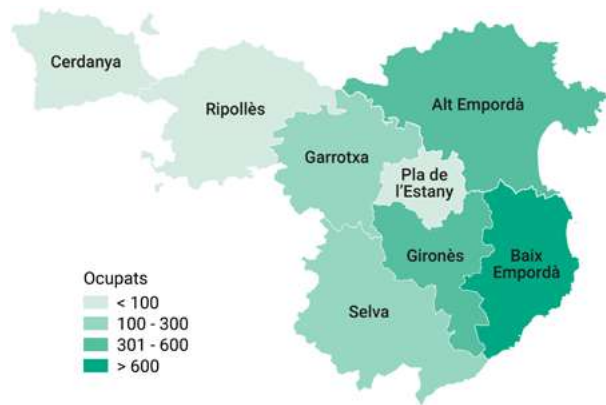 Cerdanya
Ripollès
Alt Empordà
Garrotxa
Pla de
l'Estany
Gironès
Baix
Empordà
Selva
Ocupats
< 100
100 - 300
301 - 600
> 600